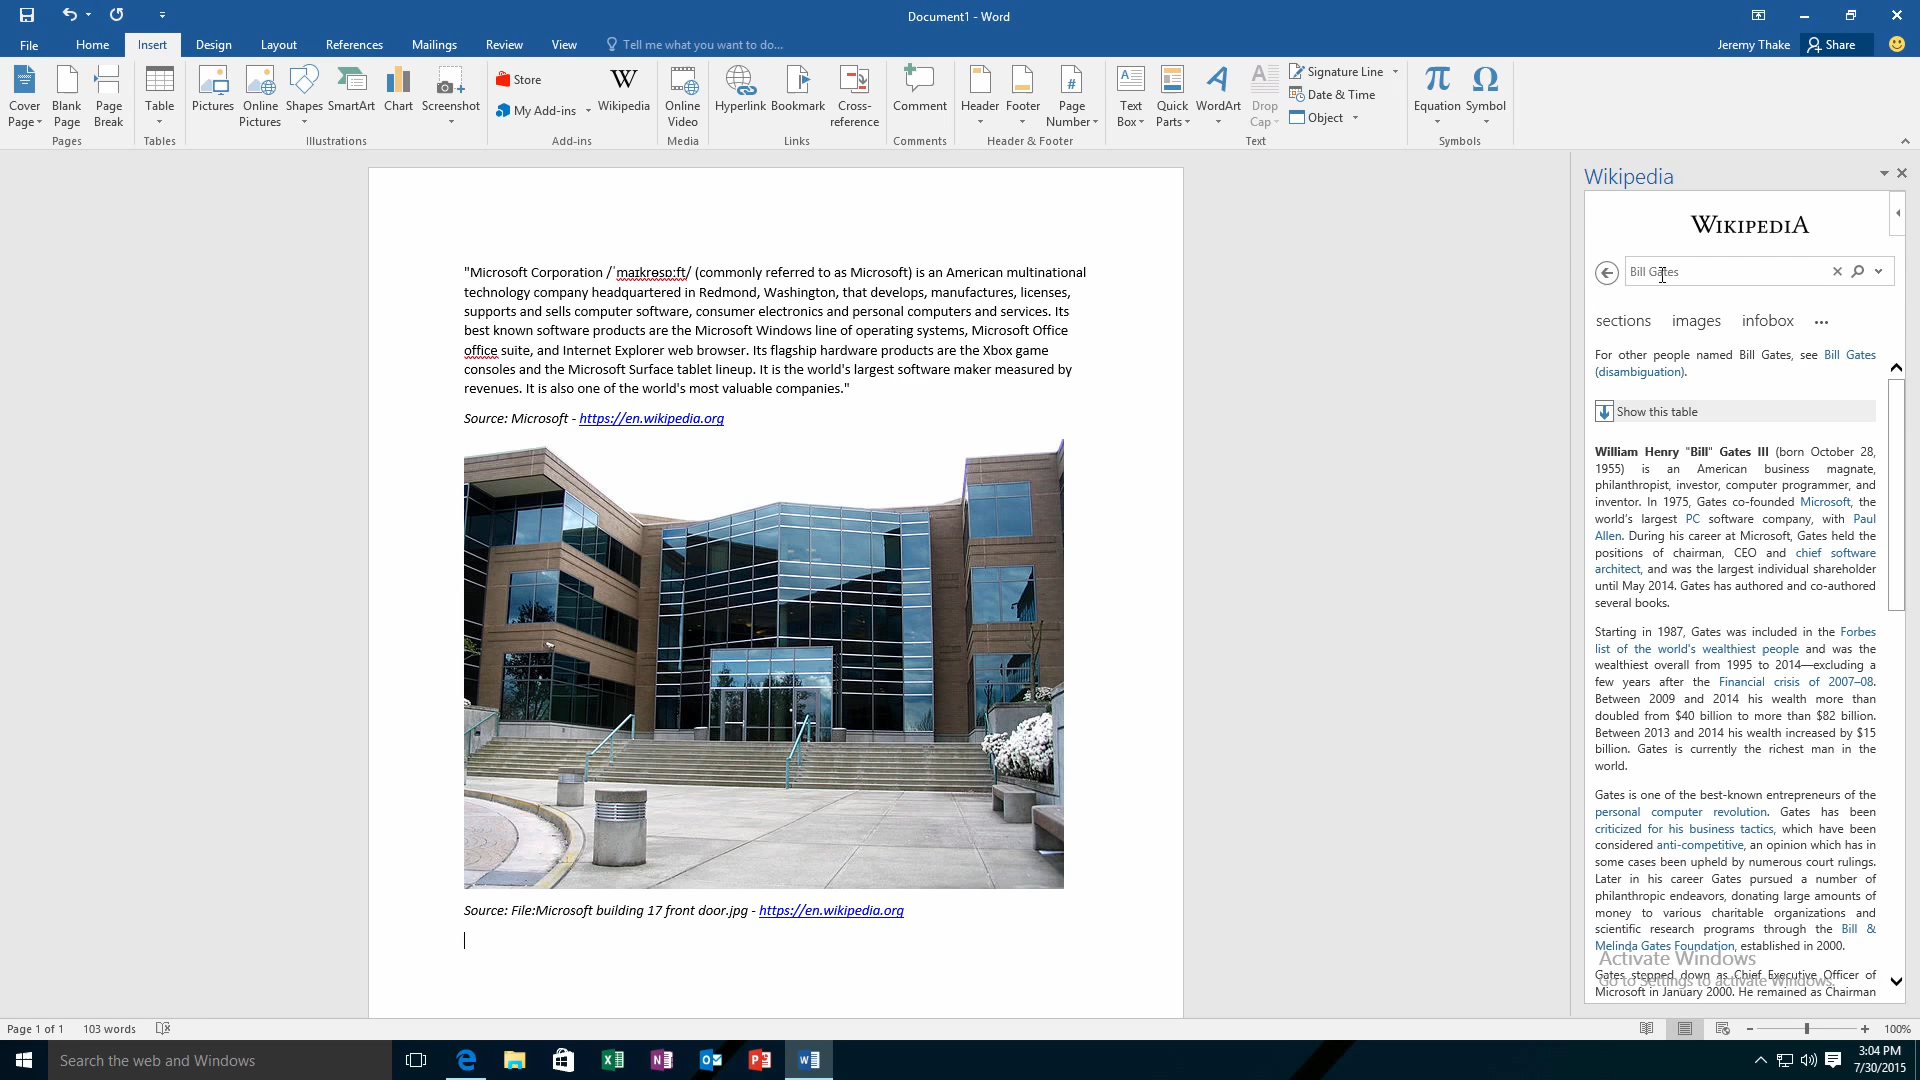 Document1 - Word
File Home Insert Design Layout References Mailings Review View Tell me what you want to do... Jeremy Thake Share
Cover Page
Blank Page
Page Break
Pages
Table
Tables
Pictures
Online Pictures
Shapes
SmartArt
Chart
Screenshot
Illustrations
Store
My Add-ins
W
Wikipedia
Add-ins
Online Video
Media
Hyperlink
Bookmark
Cross-reference
Links
Comment
Comments
Header
Footer
Page Number
Header & Footer
Text Box
Quick Parts
WordArt
Drop Cap
Signature Line
Date & Time
Object
Text
Equation
Symbol
Symbols
"Microsoft Corporation /ˈmaɪkrɵsɒːft/ (commonly referred to as Microsoft) is an American multinational
technology company headquartered in Redmond, Washington, that develops, manufactures, licenses,
supports and sells computer software, consumer electronics and personal computers and services. Its
best known software products are the Microsoft Windows line of operating systems, Microsoft Office
office suite, and Internet Explorer web browser. Its flagship hardware products are the Xbox game
consoles and the Microsoft Surface tablet lineup. It is the world's largest software maker measured by
revenues. It is also one of the world's most valuable companies."
Source: Microsoft - https://en.wikipedia.org
Source: File:Microsoft building 17 front door.jpg - https://en.wikipedia.org
Wikipedia
WIKIPEDIA
Bill Gates
sections images infobox ...
For other people named Bill Gates, see Bill Gates
(disambiguation).
Show this table
William Henry "Bill" Gates III (born October 28,
1955) is an American business magnate,
philanthropist, investor, computer programmer, and
inventor. In 1975, Gates co-founded Microsoft, the
world's largest PC software company, with Paul
Allen. During his career at Microsoft, Gates held the
positions of chairman, CEO and chief software
architect, and was the largest individual shareholder
until May 2014. Gates has authored and co-authored
several books.
Starting in 1987, Gates was included in the Forbes
list of the world's wealthiest people and was the
wealthiest overall from 1995 to 2014—excluding a
few years after the Financial crisis of 2007–08.
Between 2009 and 2014 his wealth more than
doubled from $40 billion to more than $82 billion.
Between 2013 and 2014 his wealth increased by $15
billion. Gates is currently the richest man in the
world.
Gates is one of the best-known entrepreneurs of the
personal computer revolution. Gates has been
criticized for his business tactics, which have been
considered anti-competitive, an opinion which has in
some cases been upheld by numerous court rulings.
Later in his career Gates pursued a number of
philanthropic endeavors, donating large amounts of
money to various charitable organizations and
scientific research programs through the Bill &
Melinda Gates Foundation, established in 2000.
Activate Windows
Gates stepped down as Chief Executive Officer of
Go to Settings to activate Windows.
Microsoft in January 2000. He remained as Chairman
Page 1 of 1 103 words 100%
Search the web and Windows
3:04 PM
7/30/2015